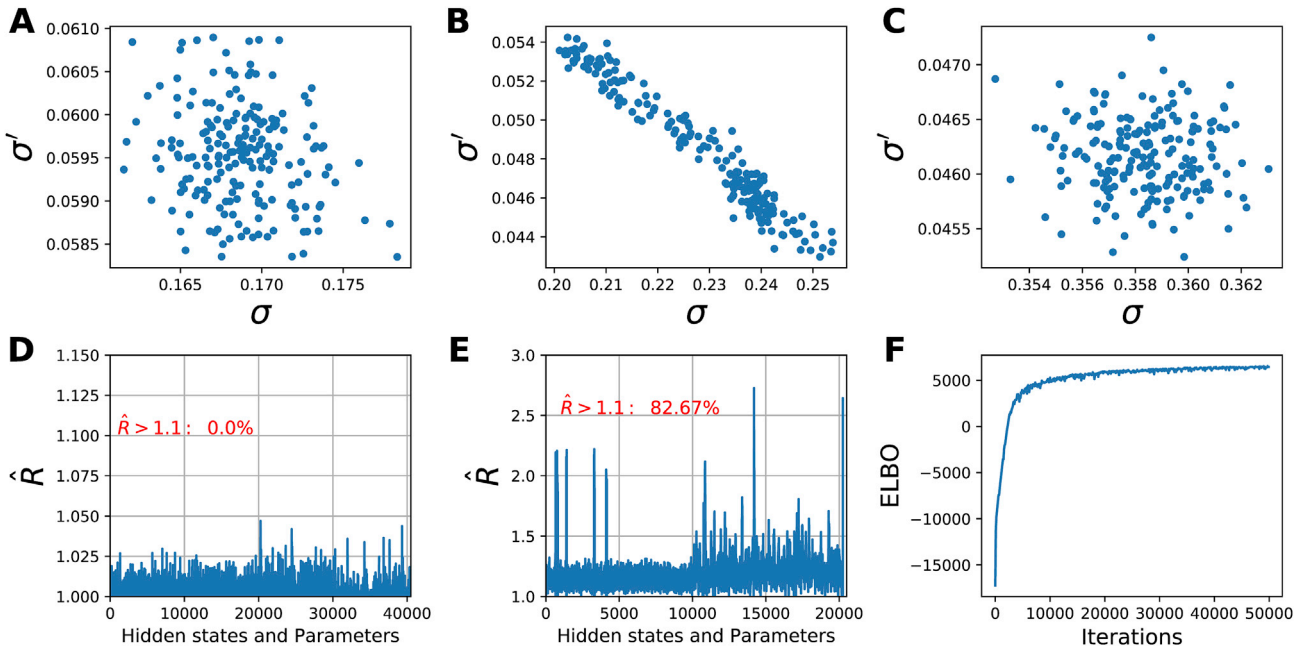 A
0.0610
0.0605
0.0600
0.0595
0.0590
0.0585
σ′
0.165 0.170 0.175
σ
B
0.054
0.052
0.050
0.048
0.046
0.044
σ′
0.20 0.21 0.22 0.23 0.24 0.25
σ
C
0.0470
0.0465
0.0460
0.0455
σ′
0.354 0.356 0.358 0.360 0.362
σ
D
1.150
1.125
1.100
1.075
1.050
1.025
1.000
R̂
R̂ > 1.1 : 0.0%
0 10000 20000 30000 40000
Hidden states and Parameters
E
3.0
2.5
2.0
1.5
1.0
R̂
R̂ > 1.1 : 82.67%
0 5000 10000 15000 20000
Hidden states and Parameters
F
5000
0
−5000
−10000
−15000
ELBO
0 10000 20000 30000 40000 50000
Iterations